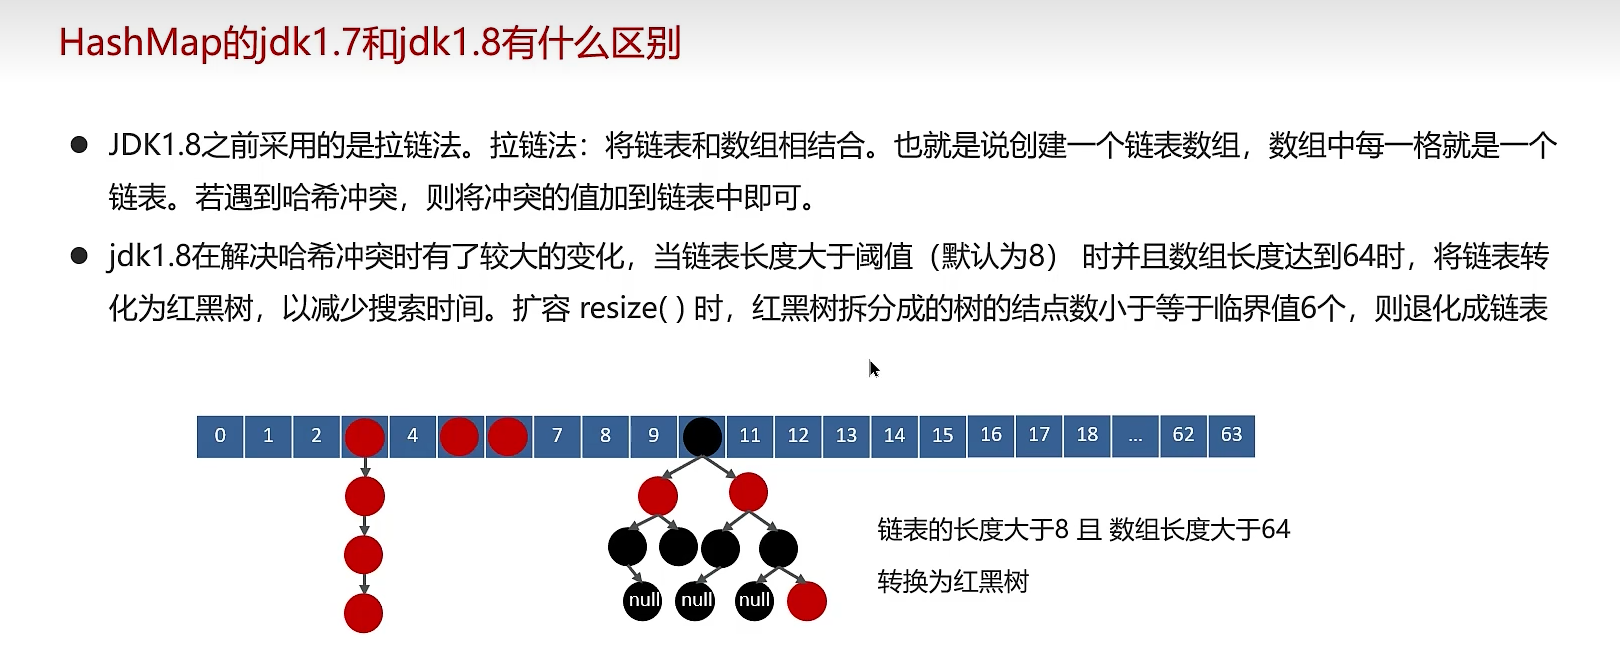 HashMap的jdk1.7和jdk1.8有什么区别
JDK1.8之前采用的是拉链法。拉链法：将链表和数组相结合。也就是说创建一个链表数组，数组中每一格就是一个
链表。若遇到哈希冲突，则将冲突的值加到链表中即可。
jdk1.8在解决哈希冲突时有了较大的变化，当链表长度大于阈值（默认为8） 时并且数组长度达到64时，将链表转
化为红黑树，以减少搜索时间。扩容 resize( ) 时，红黑树拆分成的树的结点数小于等于临界值6个，则退化成链表
0 1 2 4 7 8 9 11 12 13 14 15 16 17 18 ... 62 63
链表的长度大于8 且 数组长度大于64
转换为红黑树
null null null